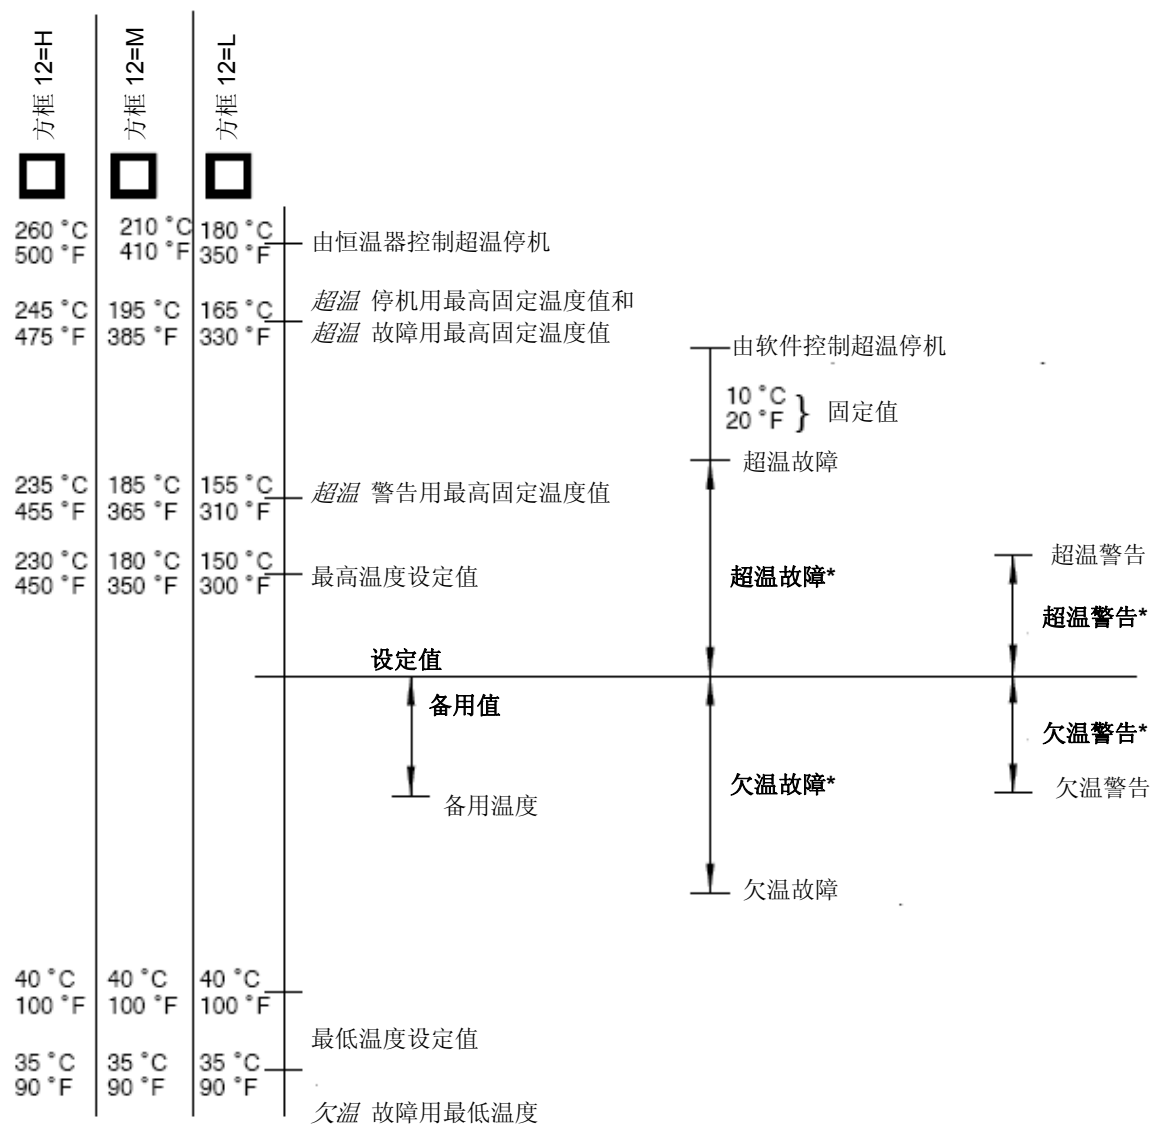 方框 12=H
方框 12=M
方框 12=L
260 °C
500 °F
210 °C
410 °F
180 °C
350 °F
由恒温器控制超温停机
245 °C
475 °F
195 °C
385 °F
165 °C
330 °F
超温 停机用最高固定温度值和
超温 故障用最高固定温度值
由软件控制超温停机
10 °C
20 °F
} 固定值
超温故障
235 °C
455 °F
185 °C
365 °F
155 °C
310 °F
超温 警告用最高固定温度值
230 °C
450 °F
180 °C
350 °F
150 °C
300 °F
最高温度设定值
超温故障*
超温警告
超温警告*
设定值
备用值
备用温度
欠温故障*
欠温故障
欠温警告*
欠温警告
40 °C
100 °F
40 °C
100 °F
40 °C
100 °F
最低温度设定值
35 °C
90 °F
35 °C
90 °F
35 °C
90 °F
欠温 故障用最低温度